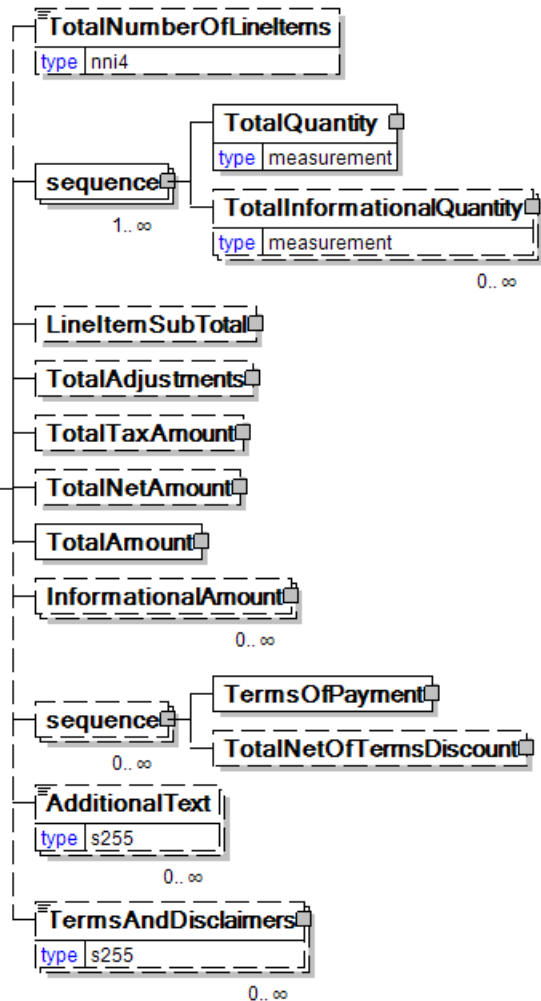 TotalNumberOfLineItems
type nni4
TotalQuantity
type measurement
sequence
1.. ∞
TotalInformationalQuantity
type measurement
0.. ∞
LineItemSubTotal
TotalAdjustments
TotalTaxAmount
TotalNetAmount
TotalAmount
InformationalAmount
0.. ∞
TermsOfPayment
sequence
0.. ∞
TotalNetOfTermsDiscount
AdditionalText
type s255
0.. ∞
TermsAndDisclaimers
type s255
0.. ∞